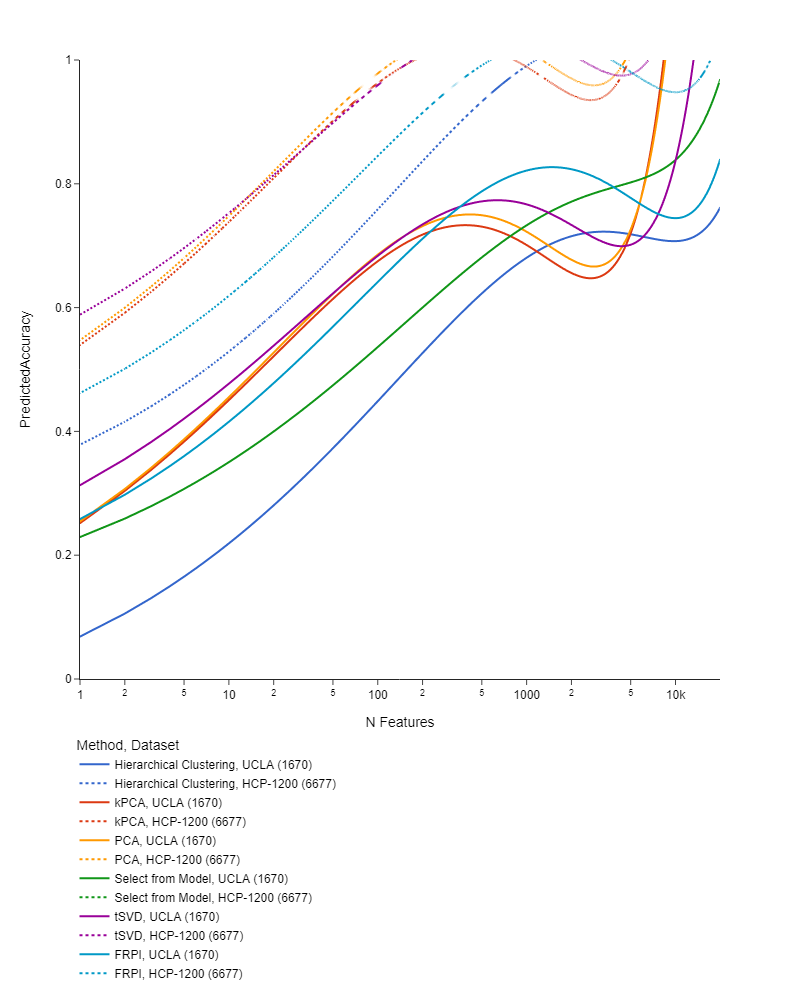 1
0.8
0.6
0.4
0.2
0
PredictedAccuracy
1 2 5 10 2 5 100 2 5 1000 2 5 10k
N Features
Method, Dataset
Hierarchical Clustering, UCLA (1670)
Hierarchical Clustering, HCP-1200 (6677)
kPCA, UCLA (1670)
kPCA, HCP-1200 (6677)
PCA, UCLA (1670)
PCA, HCP-1200 (6677)
Select from Model, UCLA (1670)
Select from Model, HCP-1200 (6677)
tSVD, UCLA (1670)
tSVD, HCP-1200 (6677)
FRPI, UCLA (1670)
FRPI, HCP-1200 (6677)